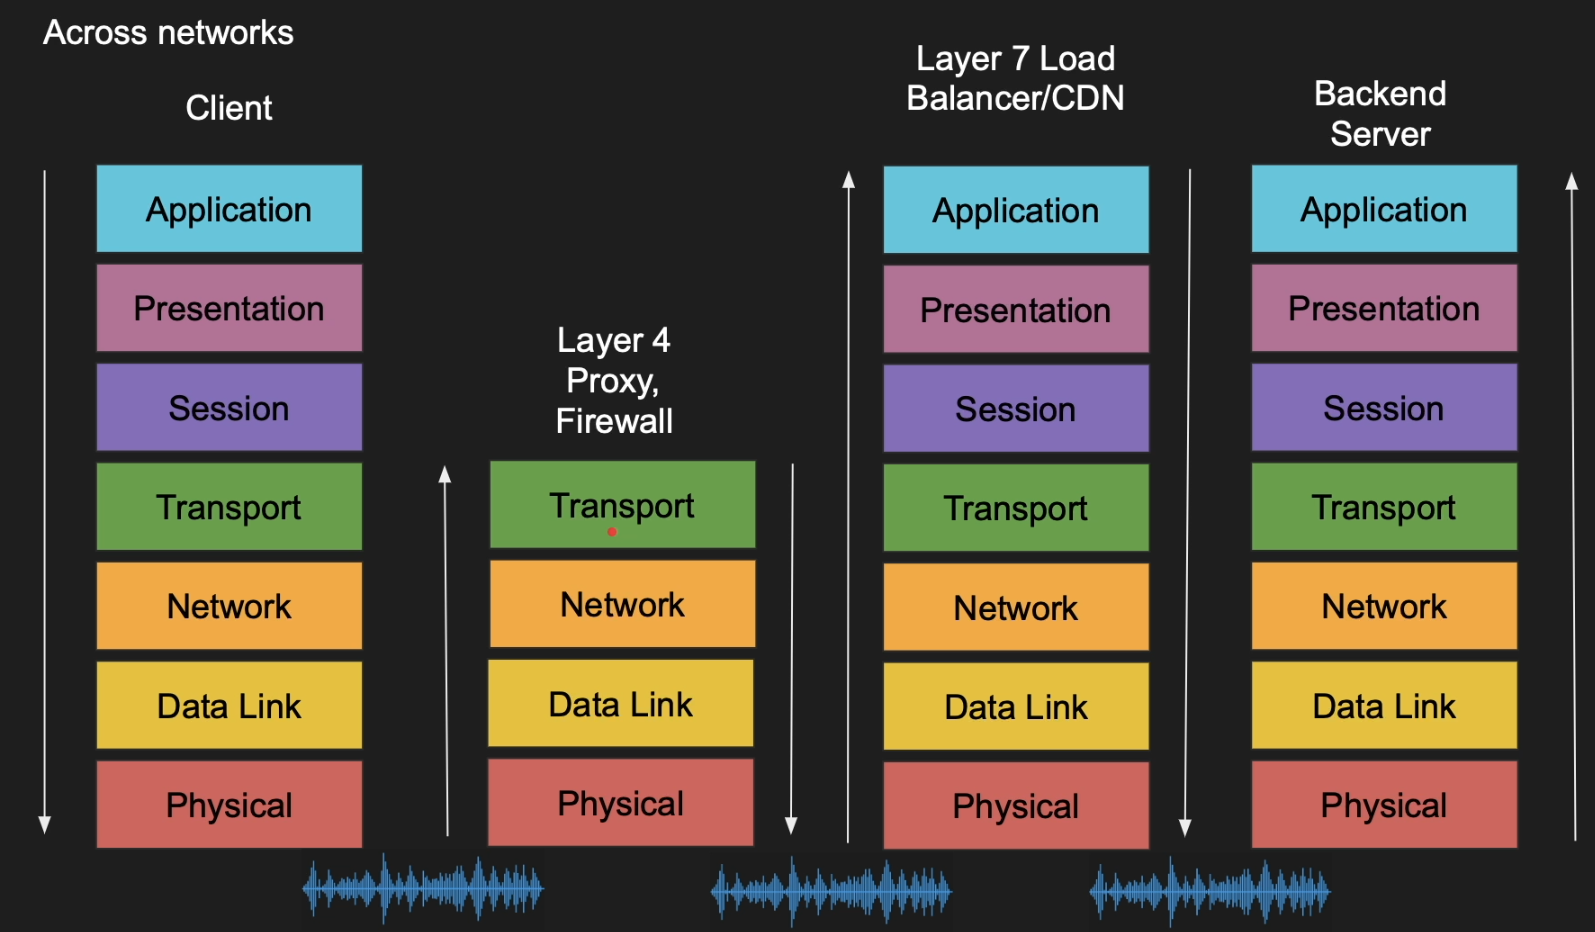 Across networks
Client
Application
Presentation
Session
Transport
Network
Data Link
Physical
Layer 4
Proxy,
Firewall
Transport
Network
Data Link
Physical
Layer 7 Load
Balancer/CDN
Application
Presentation
Session
Transport
Network
Data Link
Physical
Backend
Server
Application
Presentation
Session
Transport
Network
Data Link
Physical